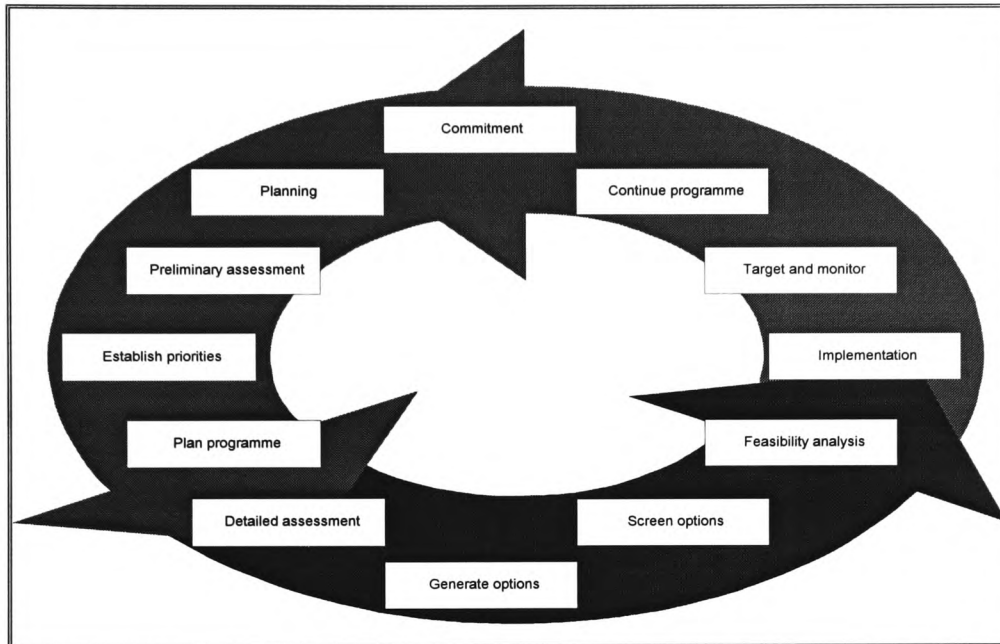 Commitment
Planning
Continue programme
Preliminary assessment
Target and monitor
Establish priorities
Implementation
Plan programme
Feasibility analysis
Detailed assessment
Screen options
Generate options